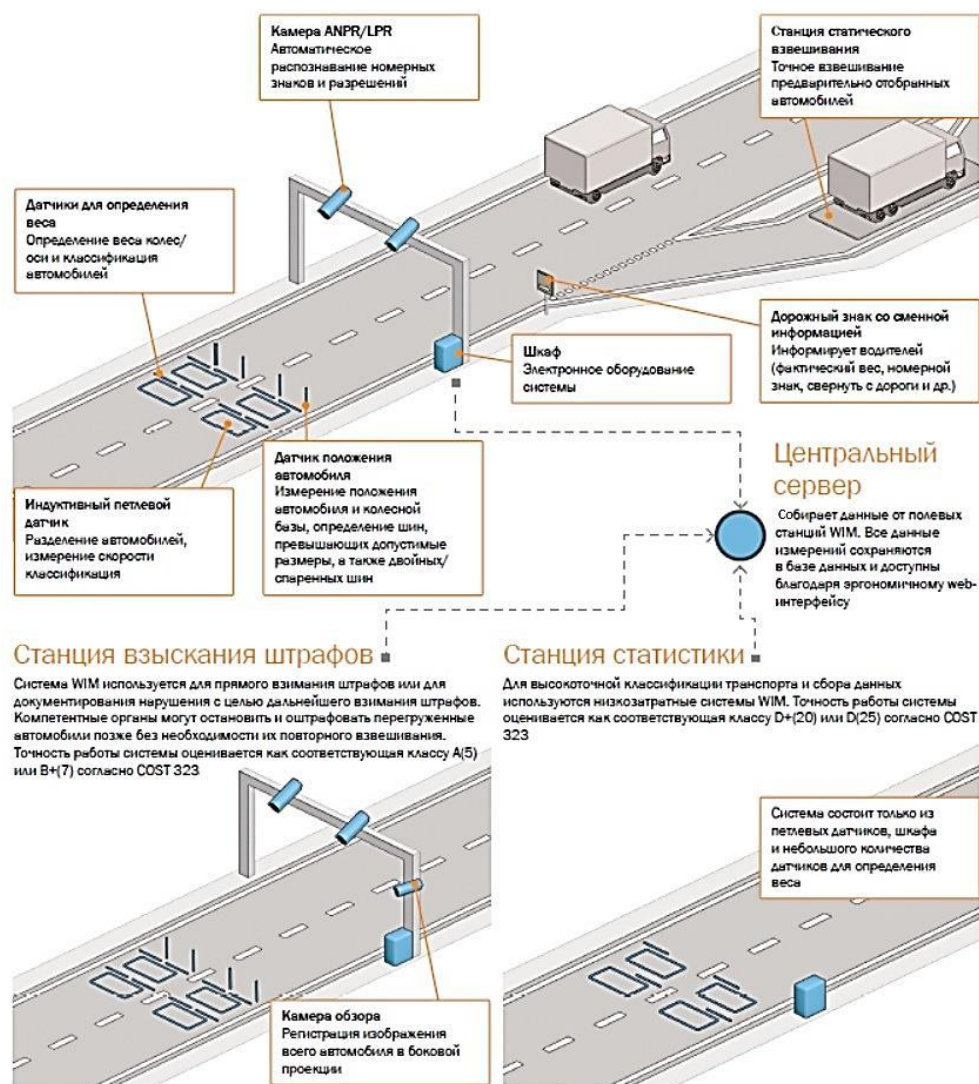 Камера ANPR/LPR
Автоматическое
распознавание номерных
знаков и разрешений
Станция статического
взвешивания
Точное взвешивание
предварительно отобранных
автомобилей
Датчики для определения
веса
Определение веса колес/
оси и классификация
автомобилей
Дорожный знак со сменной
информацией
Информирует водителей
(фактический вес, номерной
знак, свернуть с дороги и др.)
Шкаф
Электронное оборудование
системы
Индуктивный петлевой
датчик
Разделение автомобилей,
измерение скорости
классификация
Датчик положения
автомобиля
Измерение положения
автомобиля и колесной
базы, определение шин,
превышающих допустимые
размеры, а также двойных/
спаренных шин
Центральный
сервер
Собирает данные от полевых
станций WIM. Все данные
измерений сохраняются
в базе данных и доступны
благодаря эргономичному web-
интерфейсу
Станция взыскания штрафов
Система WIM используется для прямого взимания штрафов или для
документирования нарушения с целью дальнейшего взимания штрафов.
Компетентные органы могут остановить и оштрафовать перегруженные
автомобили позже без необходимости их повторного взвешивания.
Точность работы системы оценивается как соответствующая классу A(5)
или B+(7) согласно COST 323
Станция статистики
Для высокоточной классификации транспорта и сбора данных
используются низкозатратные системы WIM. Точность работы системы
оценивается как соответствующая классу D+(20) или D(25) согласно COST
323
Камера обзора
Регистрация изображения
всего автомобиля в боковой
проекции
Система состоит только из
петлевых датчиков, шкафа
и небольшого количества
датчиков для определения
веса